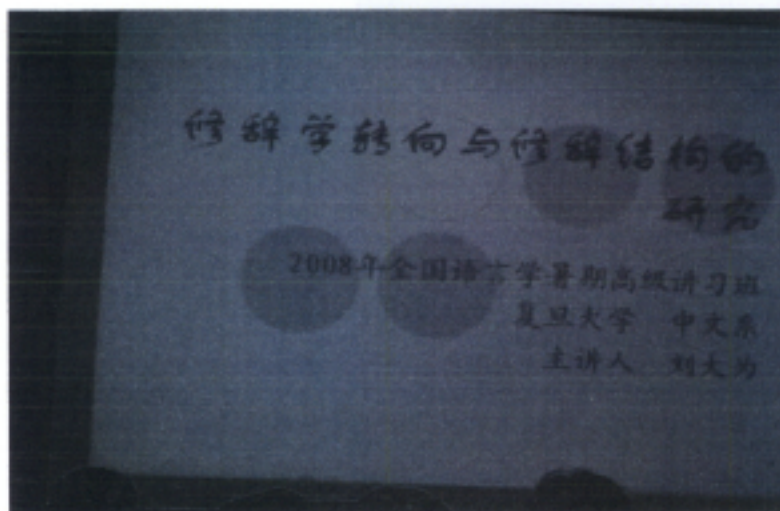 修辞学转向与修辞结构的
研究
2008年全国语言学暑期高级讲习班
复旦大学 中文系
主讲人 刘大为